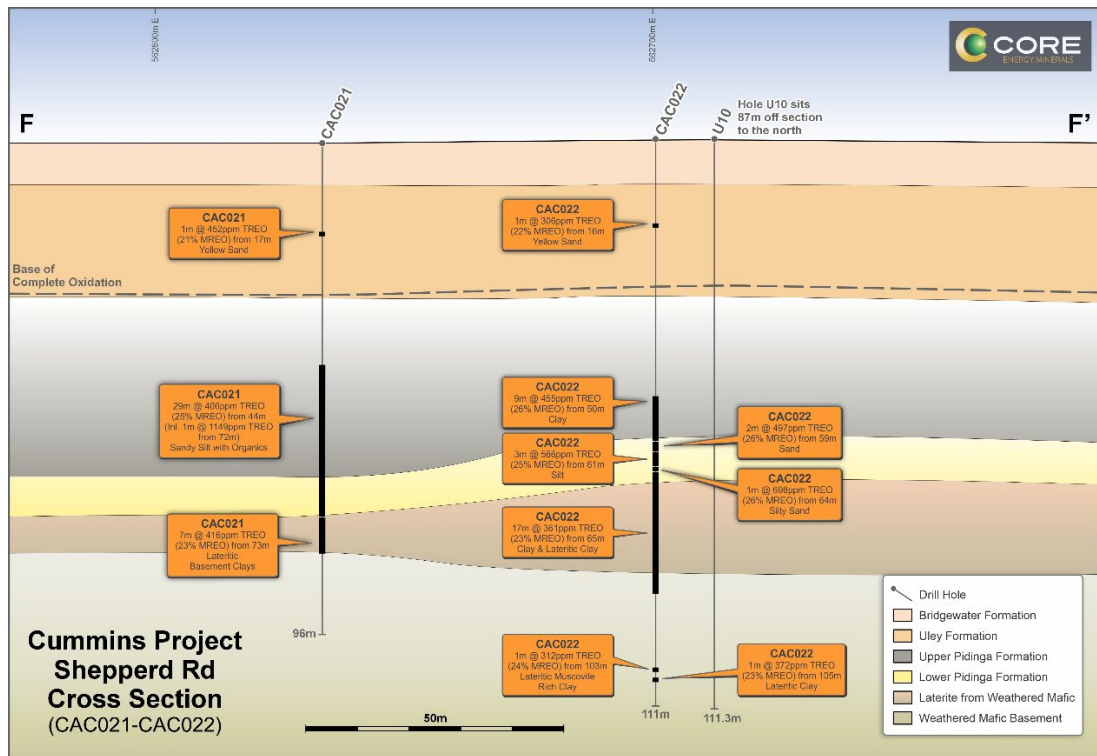 562600m E
562700m E
CORE
ENERGY MINERALS
F
CAC021
CAC022
U10
Hole U10 sits
87m off section
to the north
F'
CAC021
1m @ 452ppm TREO
(21% MREO) from 17m
Yellow Sand
CAC022
1m @ 306ppm TREO
(22% MREO) from 16m
Yellow Sand
Base of
Complete Oxidation
CAC021
29m @ 406ppm TREO
(25% MREO) from 44m
(Inl. 1m @ 1149ppm TREO
from 72m)
Sandy Silt with Organics
CAC022
9m @ 455ppm TREO
(26% MREO) from 50m
Clay
CAC022
2m @ 497ppm TREO
(26% MREO) from 59m
Sand
CAC022
3m @ 566ppm TREO
(25% MREO) from 61m
Silt
CAC022
1m @ 698ppm TREO
(26% MREO) from 64m
Silty Sand
CAC021
7m @ 416ppm TREO
(23% MREO) from 73m
Lateritic
Basement Clays
CAC022
17m @ 361ppm TREO
(23% MREO) from 65m
Clay & Lateritic Clay
96m
CAC022
1m @ 312ppm TREO
(24% MREO) from 103m
Lateritic Muscovite
Rich Clay
CAC022
1m @ 372ppm TREO
(23% MREO) from 105m
Lateritic Clay
111m
111.3m
Cummins Project
Shepperd Rd
Cross Section
(CAC021-CAC022)
50m
Drill Hole
Bridgewater Formation
Uley Formation
Upper Pidinga Formation
Lower Pidinga Formation
Laterite from Weathered Mafic
Weathered Mafic Basement